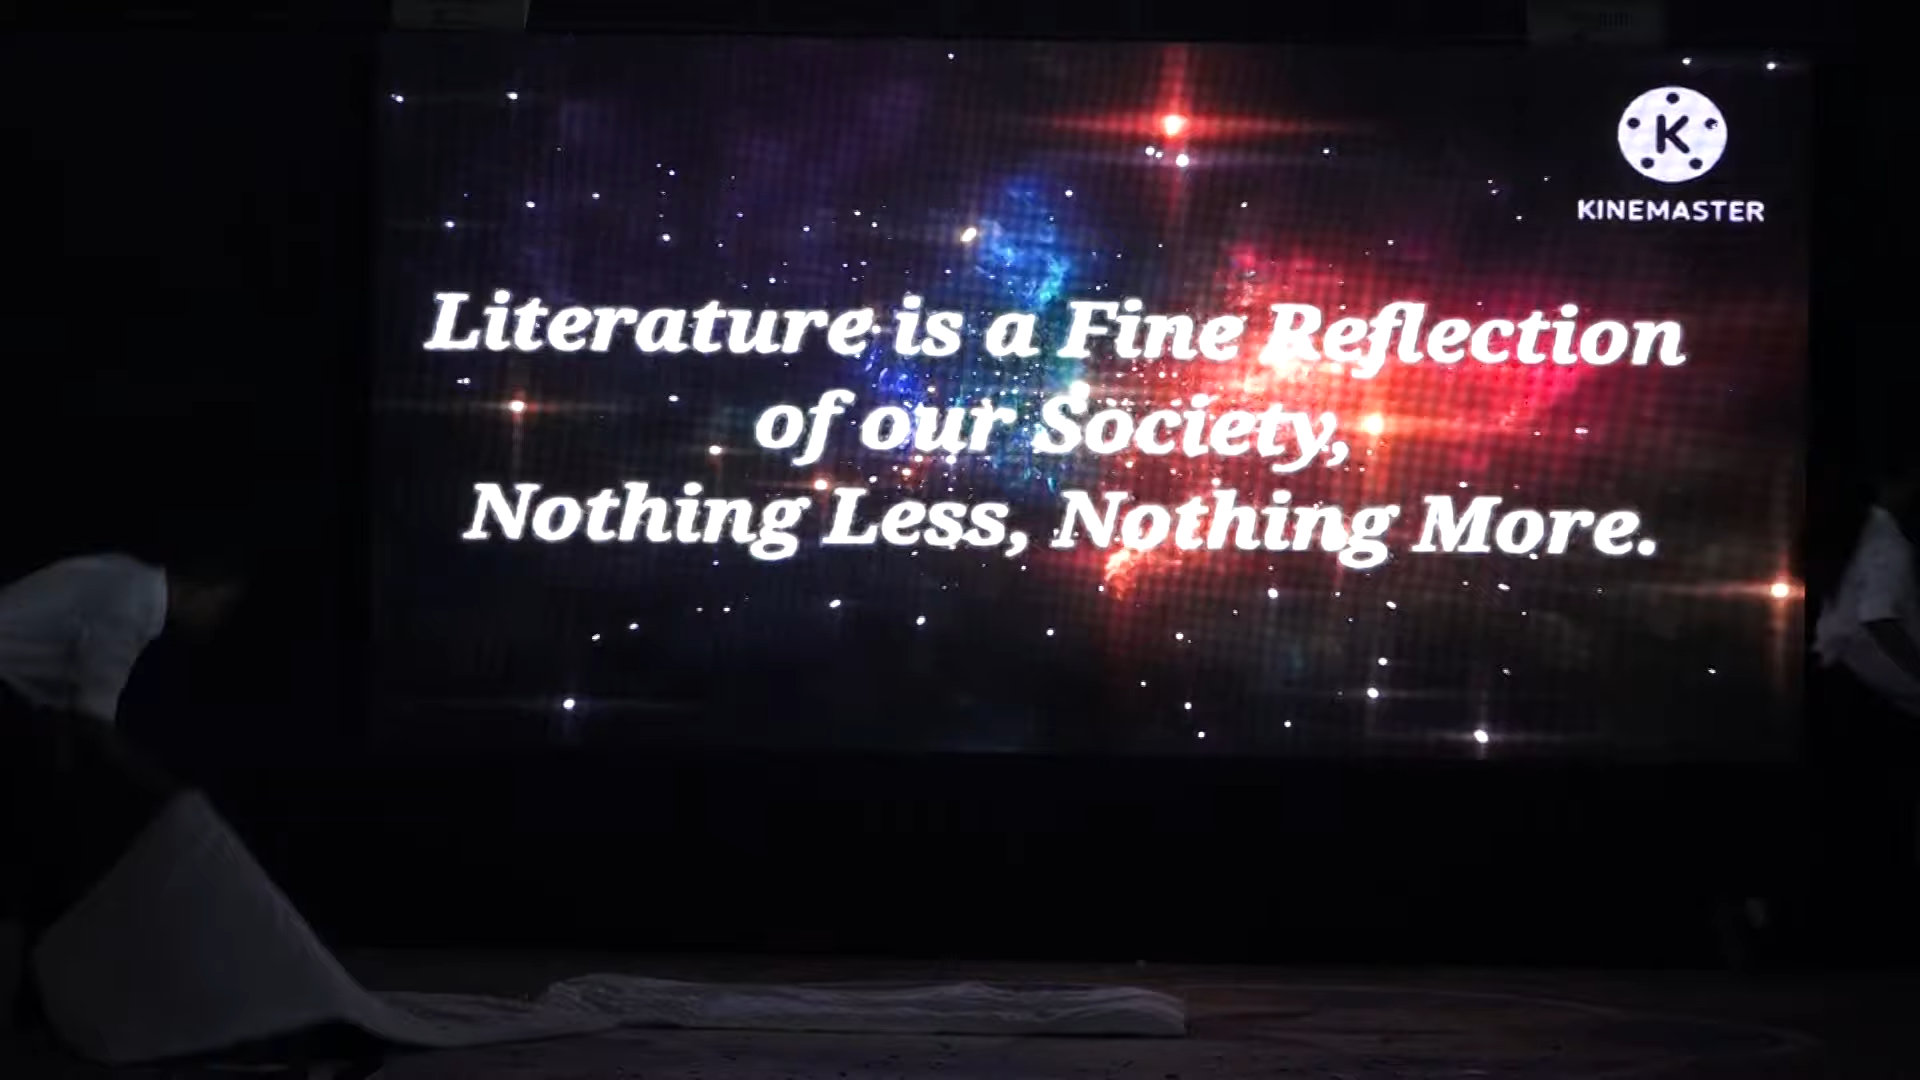 K
KINEMASTER
Literature is a Fine Reflection
of our Society,
Nothing Less, Nothing More.